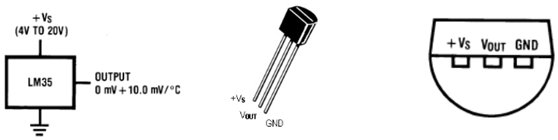 +Vs
(4V TO 20V)
LM35
OUTPUT
0 mV + 10.0 mV/°C
+Vs
VOUT
GND
+Vs VOUT GND